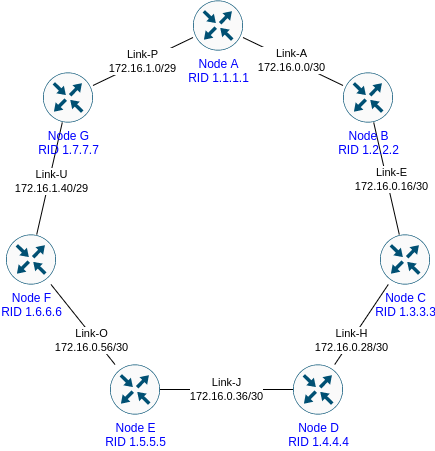 Link-P
172.16.1.0/29
Node A
RID 1.1.1.1
Link-A
172.16.0.0/30
Node G
RID 1.7.7.7
Node B
RID 1.2.2.2
Link-U
172.16.1.40/29
Link-E
172.16.0.16/30
Node F
RID 1.6.6.6
Node C
RID 1.3.3.3
Link-O
172.16.0.56/30
Link-H
172.16.0.28/30
Link-J
172.16.0.36/30
Node E
RID 1.5.5.5
Node D
RID 1.4.4.4